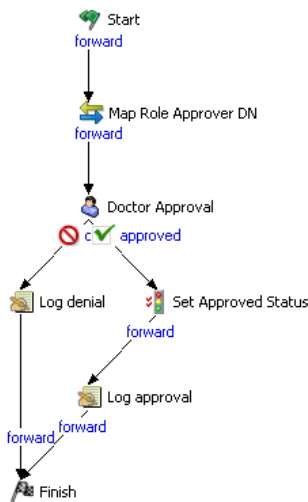 Start
forward
Map Role Approver DN
forward
Doctor Approval
approved
Log denial
Set Approved Status
forward
Log approval
forward
forward
Finish